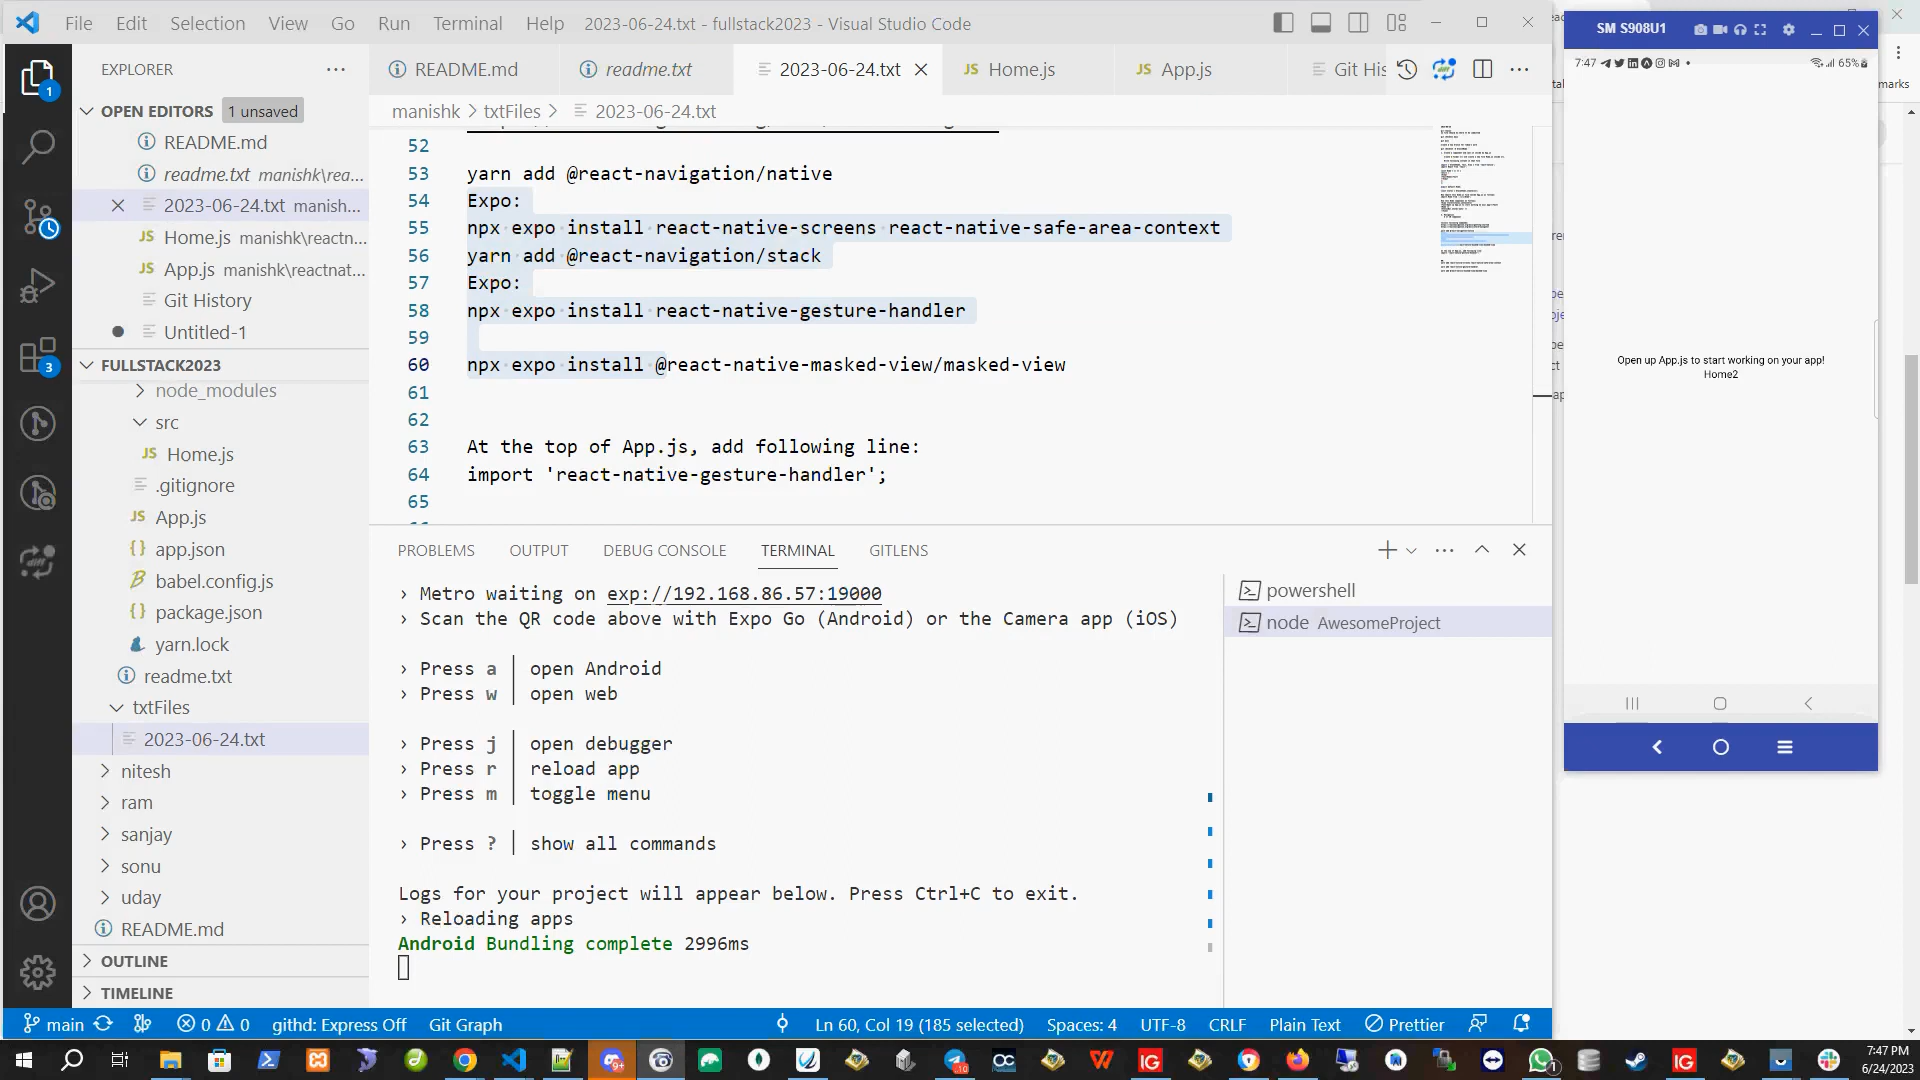 File Edit Selection View Go Run Terminal Help 2023-06-24.txt - fullstack2023 - Visual Studio Code
SM S908U1
EXPLORER
README.md readme.txt 2023-06-24.txt JS Home.js JS App.js Git His
7:47 65%
OPEN EDITORS 1 unsaved
manishk > txtFiles > 2023-06-24.txt
README.md
readme.txt manishk\rea...
2023-06-24.txt manish...
JS Home.js manishk\reactn...
JS App.js manishk\reactnat...
Git History
Untitled-1
FULLSTACK2023
node_modules
src
JS Home.js
.gitignore
JS App.js
{} app.json
babel.config.js
{} package.json
yarn.lock
readme.txt
txtFiles
2023-06-24.txt
nitesh
ram
sanjay
sonu
uday
README.md
OUTLINE
TIMELINE
52
53 yarn add @react-navigation/native
54 Expo:
55 npx expo install react-native-screens react-native-safe-area-context
56 yarn add @react-navigation/stack
57 Expo:
58 npx expo install react-native-gesture-handler
59
60 npx expo install @react-native-masked-view/masked-view
61
62
63 At the top of App.js, add following line:
64 import 'react-native-gesture-handler';
65
PROBLEMS OUTPUT DEBUG CONSOLE TERMINAL GITLENS
› Metro waiting on exp://192.168.86.57:19000
› Scan the QR code above with Expo Go (Android) or the Camera app (iOS)
› Press a │ open Android
› Press w │ open web
› Press j │ open debugger
› Press r │ reload app
› Press m │ toggle menu
› Press ? │ show all commands
Logs for your project will appear below. Press Ctrl+C to exit.
› Reloading apps
Android Bundling complete 2996ms
powershell
node AwesomeProject
Open up App.js to start working on your app!
Home2
marks
main 0 0 githd: Express Off Git Graph Ln 60, Col 19 (185 selected) Spaces: 4 UTF-8 CRLF Plain Text Prettier
7:47 PM
6/24/2023